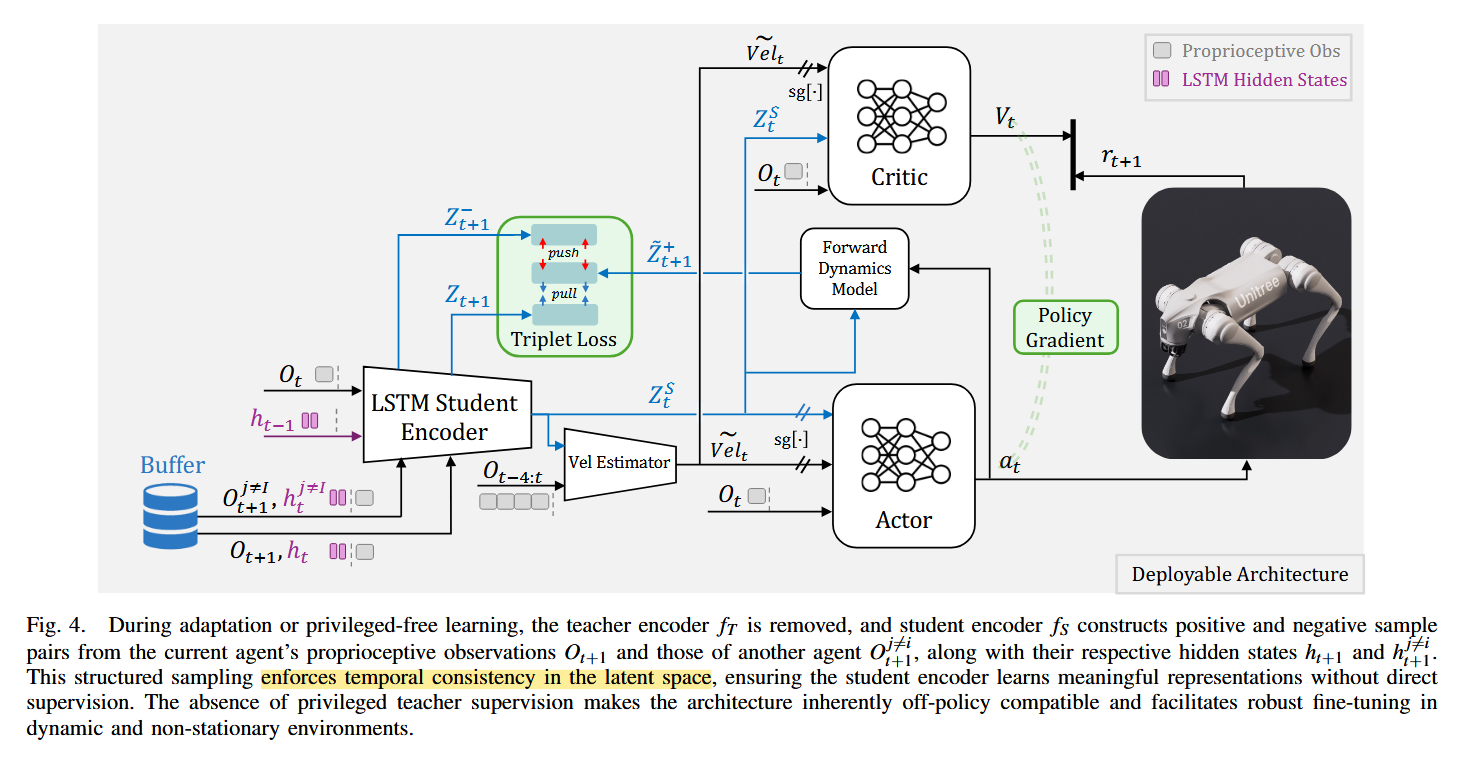 Vel̃_t
sg[·]
Z_t^S
O_t
Critic
V_t
r_{t+1}
Proprioceptive Obs
LSTM Hidden States
Z_{t+1}^-
push
pull
Z_{t+1}
Triplet Loss
Z̃_{t+1}^+
Forward
Dynamics
Model
Policy
Gradient
Unitree
02
O_t
h_{t-1}
LSTM Student
Encoder
Z_t^S
Vel Estimator
O_{t-4:t}
Vel̃_t
sg[·]
O_t
Actor
a_t
Buffer
O_{t+1}^{j≠I}, h_t^{j≠I}
O_{t+1}, h_t
Deployable Architecture
Fig. 4. During adaptation or privileged-free learning, the teacher encoder f_T is removed, and student encoder f_S constructs positive and negative sample
pairs from the current agent's proprioceptive observations O_{t+1} and those of another agent O_{t+1}^{j≠i}, along with their respective hidden states h_{t+1} and h_{t+1}^{j≠i}.
This structured sampling enforces temporal consistency in the latent space, ensuring the student encoder learns meaningful representations without direct
supervision. The absence of privileged teacher supervision makes the architecture inherently off-policy compatible and facilitates robust fine-tuning in
dynamic and non-stationary environments.